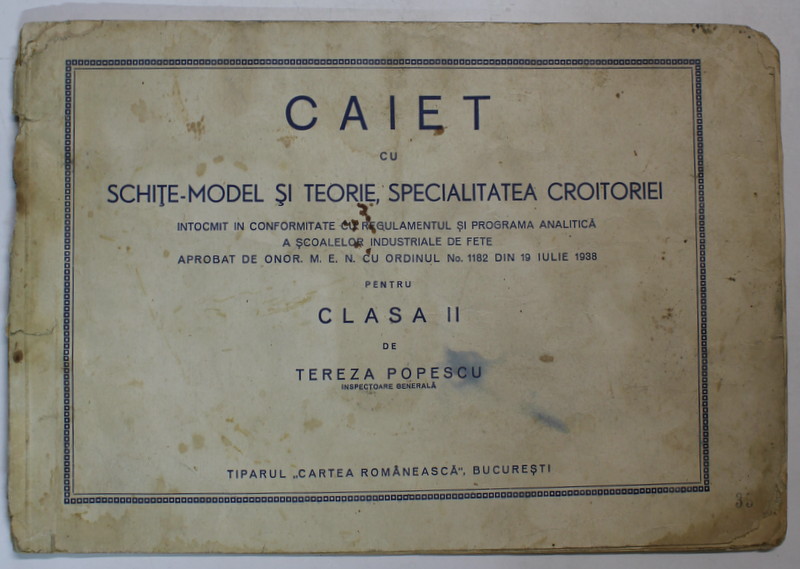 CAIET
CU
SCHIŢE-MODEL ŞI TEORIE, SPECIALITATEA CROITORIEI
INTOCMIT IN CONFORMITATE CU REGULAMENTUL ŞI PROGRAMA ANALITICĂ
A ŞCOALELOR INDUSTRIALE DE FETE
APROBAT DE ONOR. M. E. N. CU ORDINUL No. 1182 DIN 19 IULIE 1938
PENTRU
CLASA II
DE
TEREZA POPESCU
INSPECTOARE GENERALĂ
TIPARUL „CARTEA ROMÂNEASCĂ”, BUCUREŞTI